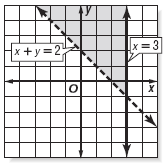 y
x + y = 2
x = 3
O
x